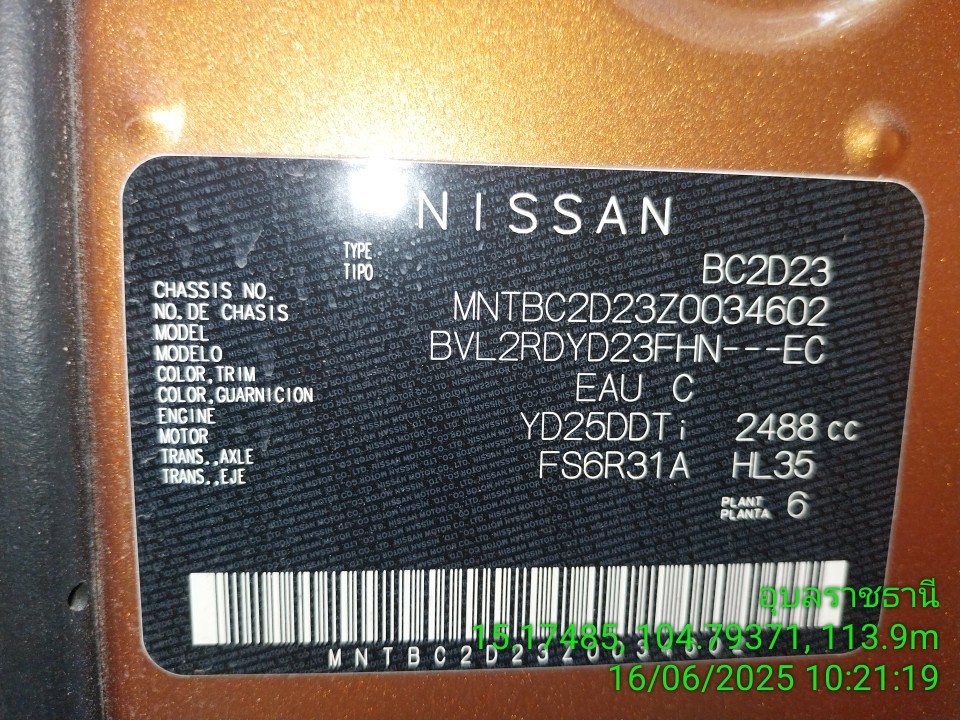 NISSAN
TYPE
TIPO
BC2D23
CHASSIS NO.
NO.DE CHASIS
MNTBC2D23Z0034602
MODEL
MODELO
BVL2RDYD23FHN---EC
COLOR,TRIM
COLOR,GUARNICION
EAU C
ENGINE
MOTOR
YD25DDTi 2488 cc
TRANS.,AXLE
TRANS.,EJE
FS6R31A HL35
PLANT
PLANTA
6
อุบลราชธานี
15.17485, 104.79371, 113.9m
MNTBC2D23Z0034602
16/06/2025 10:21:19